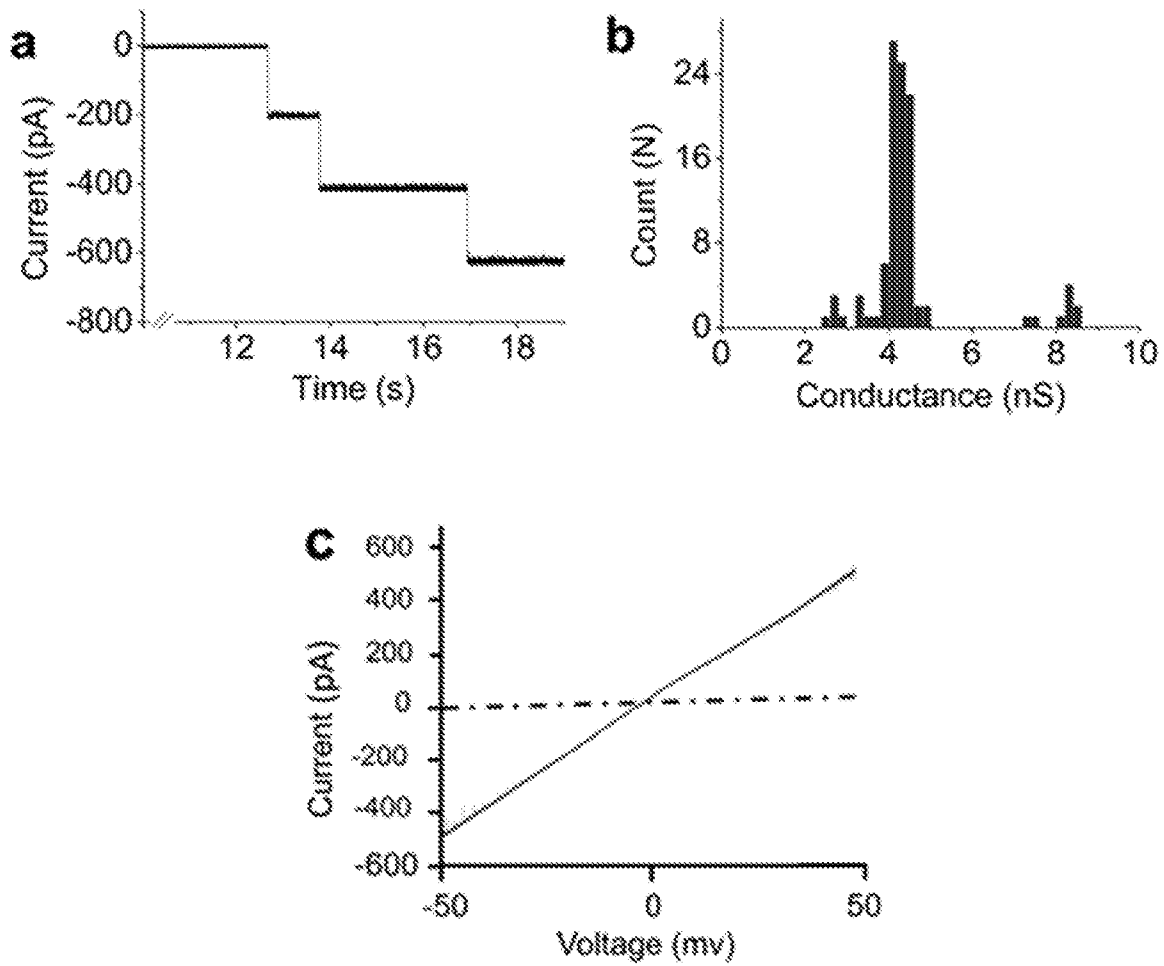 a
0
-200
-400
-600
-800
Current (pA)
12 14 16 18
Time (s)
b
24
16
8
0
Count (N)
0 2 4 6 8 10
Conductance (nS)
c
600
400
200
0
-200
-400
-600
Current (pA)
-50 0 50
Voltage (mv)